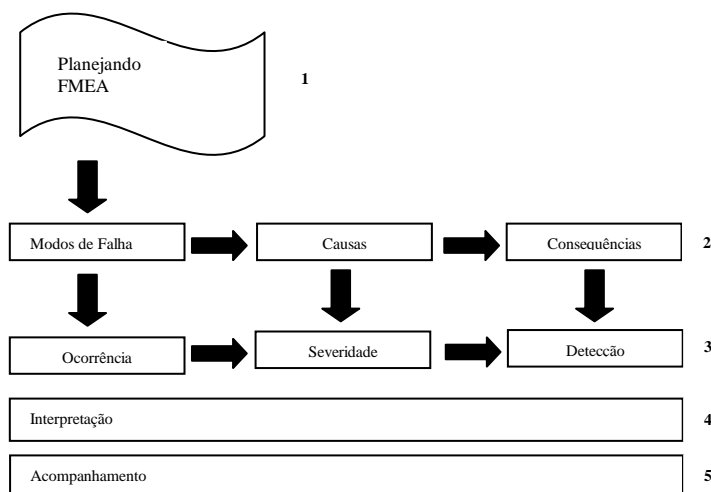 Planejando
FMEA
1
Modos de Falha
Causas
Consequências
2
Ocorrência
Severidade
Detecção
3
Interpretação
4
Acompanhamento
5